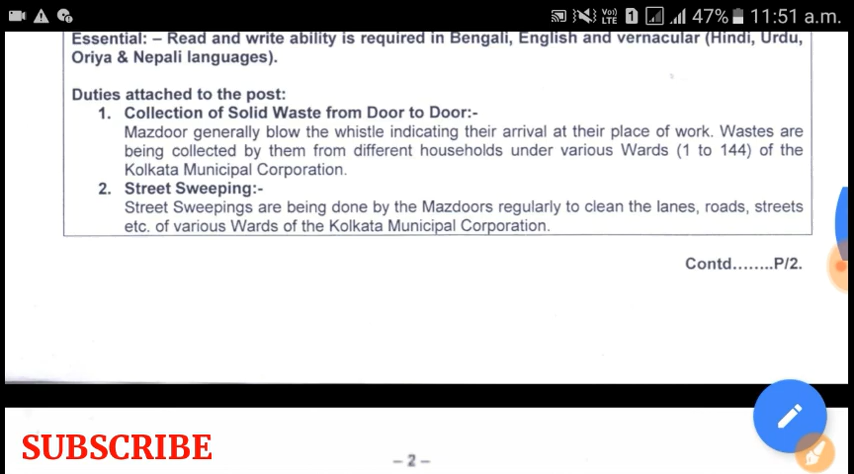 Vo)) LTE 1 47% 11:51 a.m.
Essential: – Read and write ability is required in Bengali, English and vernacular (Hindi, Urdu,
Oriya & Nepali languages).
Duties attached to the post:
1. Collection of Solid Waste from Door to Door:-
Mazdoor generally blow the whistle indicating their arrival at their place of work. Wastes are
being collected by them from different households under various Wards (1 to 144) of the
Kolkata Municipal Corporation.
2. Street Sweeping:-
Street Sweepings are being done by the Mazdoors regularly to clean the lanes, roads, streets
etc. of various Wards of the Kolkata Municipal Corporation.
Contd........P/2.
SUBSCRIBE
– 2 –